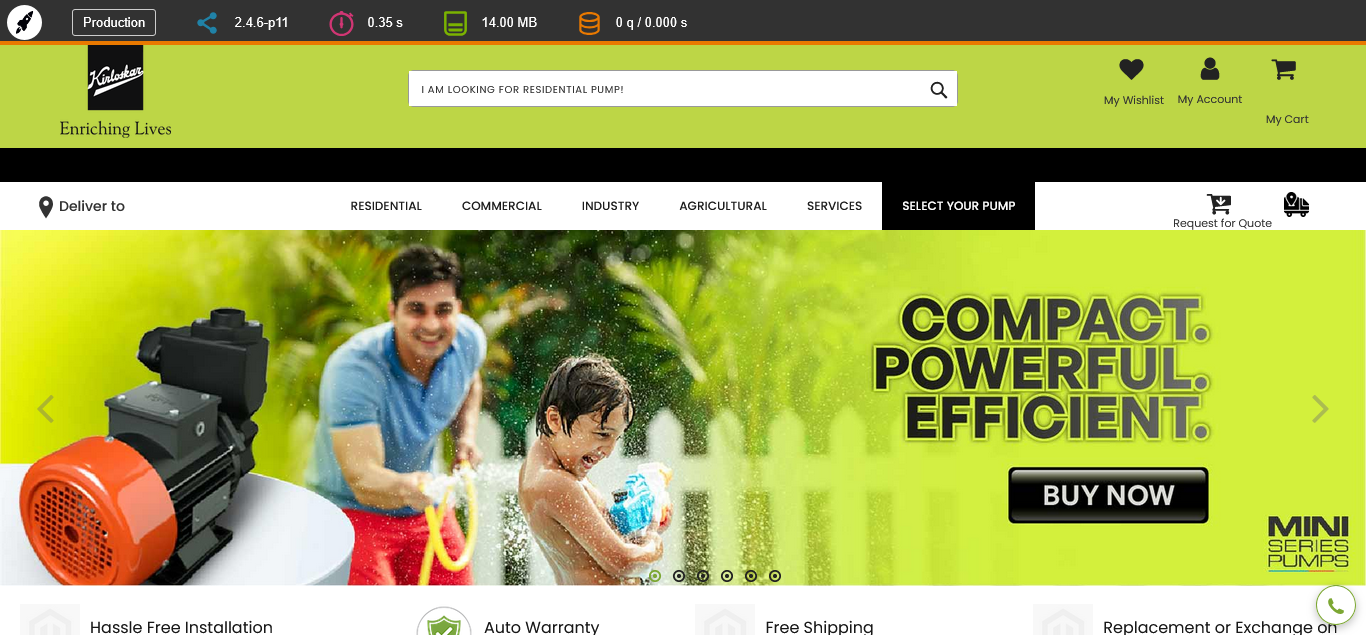 Production
2.4.6-p11
0.35 s
14.00 MB
0 q / 0.000 s
Kirloskar
Enriching Lives
I AM LOOKING FOR RESIDENTIAL PUMP!
My Wishlist
My Account
My Cart
Deliver to
RESIDENTIAL
COMMERCIAL
INDUSTRY
AGRICULTURAL
SERVICES
SELECT YOUR PUMP
Request for Quote
COMPACT.
POWERFUL.
EFFICIENT.
BUY NOW
MINI
SERIES
PUMPS
Hassle Free Installation
Auto Warranty
Free Shipping
Replacement or Exchange on